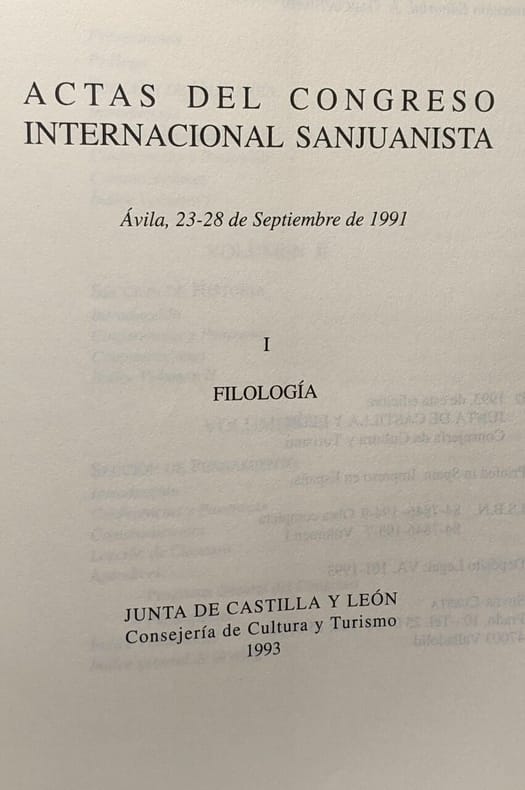 ACTAS DEL CONGRESO
INTERNACIONAL SANJUANISTA
Ávila, 23-28 de Septiembre de 1991
I
FILOLOGÍA
JUNTA DE CASTILLA Y LEÓN
Consejería de Cultura y Turismo
1993